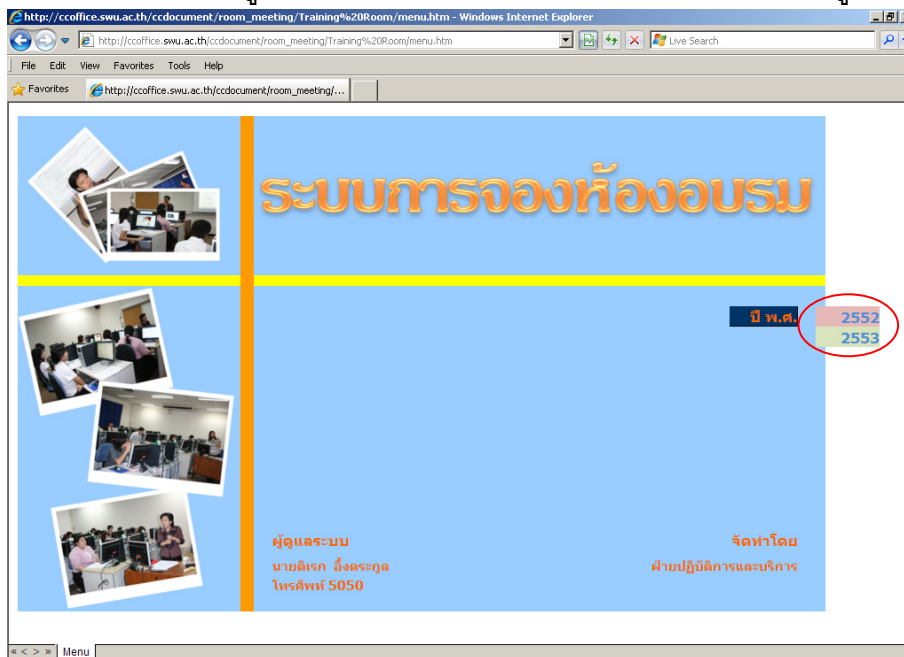 http://ccoffice.swu.ac.th/ccdocument/room_meeting/Training%20Room/menu.htm - Windows Internet Explorer
http://ccoffice.swu.ac.th/ccdocument/room_meeting/Training%20Room/menu.htm
Live Search
File Edit View Favorites Tools Help
Favorites
http://ccoffice.swu.ac.th/ccdocument/room_meeting/...
ระบบการจองห้องอบรม
ปี พ.ศ. 2552
2553
ผู้ดูแลระบบ
จัดทำโดย
นายดิเรก อึ้งตระกูล
ฝ่ายปฏิบัติการและบริการ
โทรศัพท์ 5050
Menu